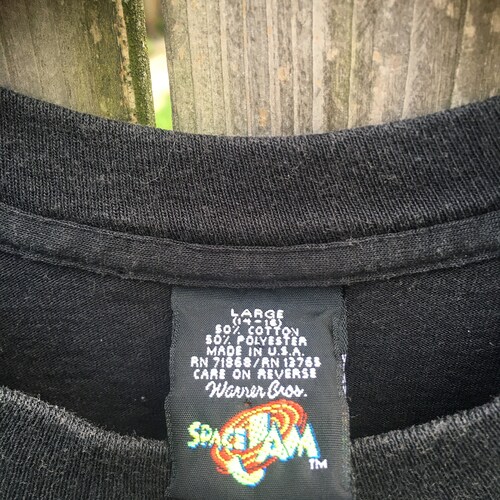 LARGE
(14-16)
50% COTTON
50% POLYESTER
MADE IN U.S.A.
RN 71868/RN 13765
CARE ON REVERSE
Warner Bros.
SPACE JAM
TM